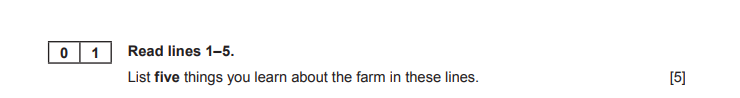 0 1 Read lines 1–5.
List five things you learn about the farm in these lines. [5]